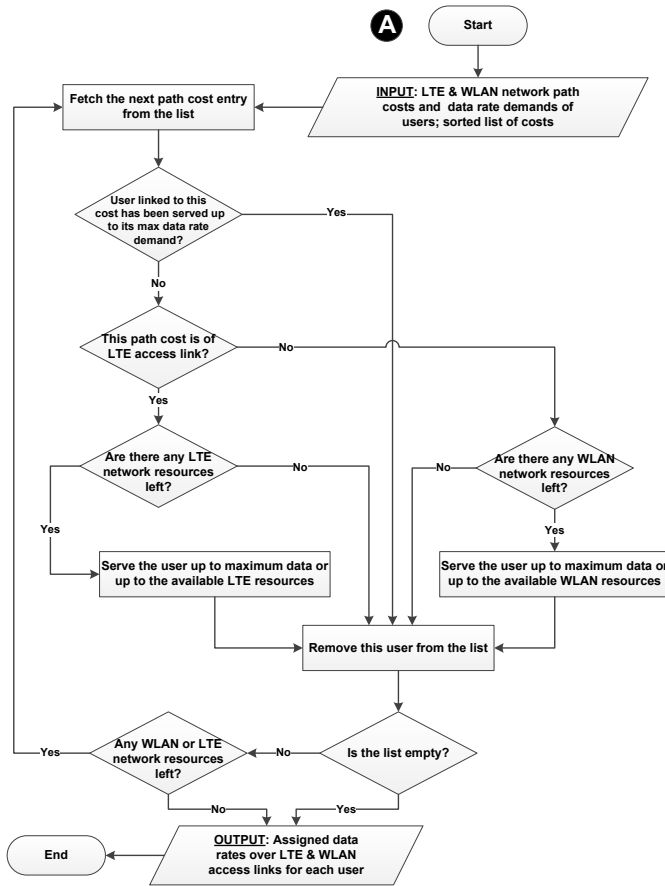 A
Start
INPUT: LTE & WLAN network path
costs and data rate demands of
users; sorted list of costs
Fetch the next path cost entry
from the list
User linked to this
cost has been served up
to its max data rate
demand?
Yes
No
This path cost is of
LTE access link?
No
Yes
Are there any LTE
network resources
left?
No
Yes
Are there any WLAN
network resources
left?
No
Yes
Serve the user up to maximum data or
up to the available LTE resources
Serve the user up to maximum data or
up to the available WLAN resources
Remove this user from the list
Is the list empty?
No
Yes
Any WLAN or LTE
network resources
left?
Yes
No
OUTPUT: Assigned data
rates over LTE & WLAN
access links for each user
End